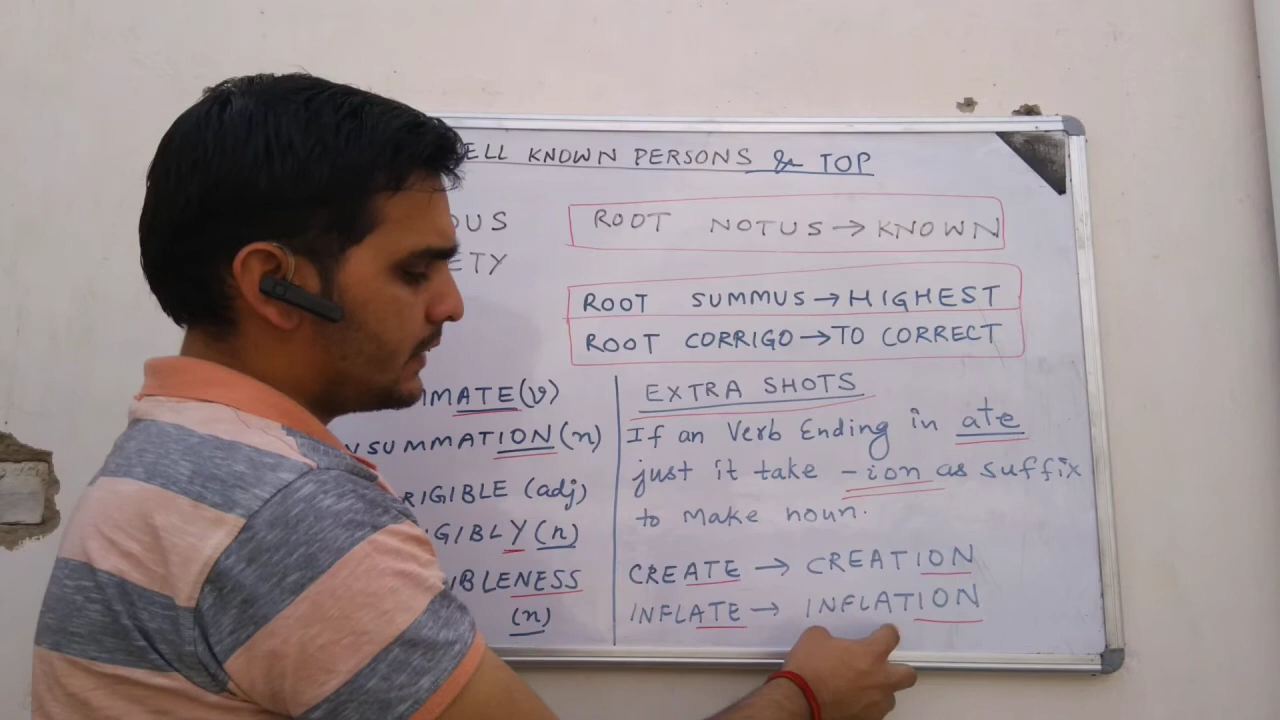 ELL KNOWN PERSONS & TOP
OUS
ETY
ROOT NOTUS → KNOWN
ROOT SUMMUS → HIGHEST
ROOT CORRIGO → TO CORRECT
MATE (v)
SUMMATION (n)
RIGIBLE (adj)
GIBLY (n)
IBLENESS
(n)
EXTRA SHOTS
If an Verb Ending in ate
just it take -ion as suffix
to make noun.
CREATE → CREATION
INFLATE → INFLATION